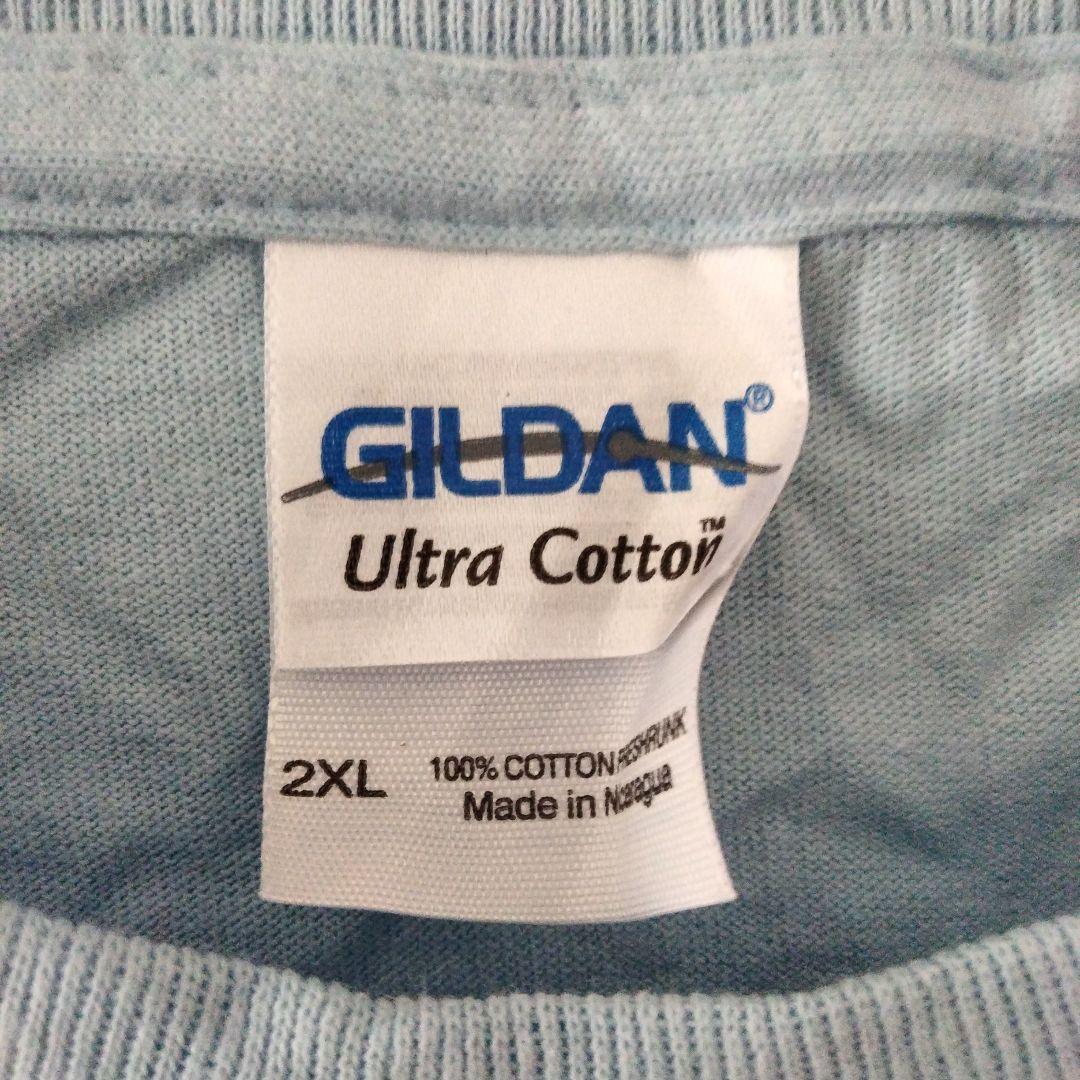 GILDAN®
Ultra Cotton™
2XL 100% COTTON PRESHRUNK
Made in Nicaragua